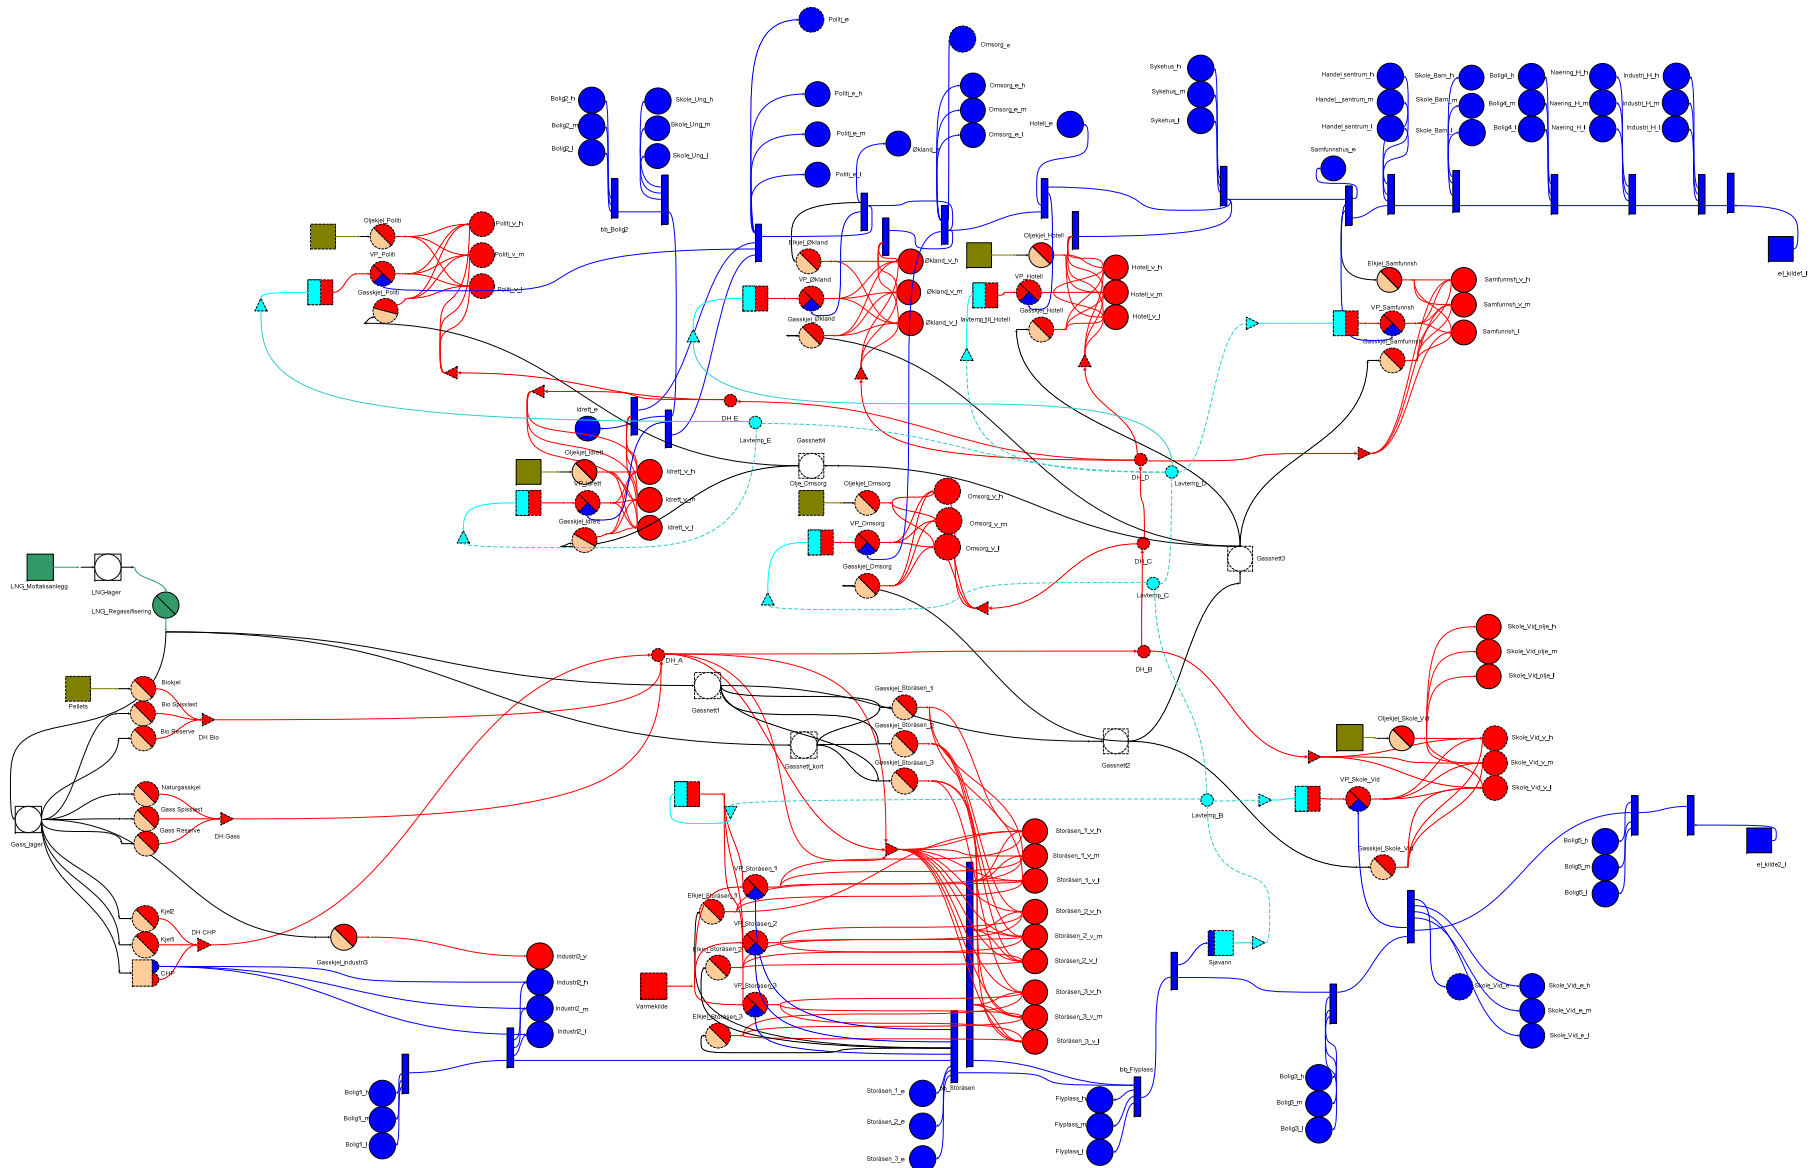 Politi_e
Omsorg_e
Sykehus_h
Sykehus_m
Sykehus_l
Handel_sentrum_h
Handel__sentrum_m
Handel_sentrum_l
Skole_Barn_h
Skole_Barn_m
Skole_Barn_l
Bolig4_h
Bolig4_m
Bolig4_l
Naering_H_h
Naering_H_m
Naering_H_l
Industri_H_h
Industri_H_m
Industri_H_l
Bolig2_h
Bolig2_m
Bolig2_l
Skole_Ung_h
Skole_Ung_m
Skole_Ung_l
Politi_e_h
Politi_e_m
Politi_e_l
Omsorg_e_h
Omsorg_e_m
Omsorg_e_l
Hotell_e
Økland_
Samfunnshus_e
bb_Bolig2
el_kilde1_l
Oljekjel_Politi
VP_Politi
Gasskjel_Politi
Politi_v_h
Politi_v_m
Politi_v_l
Elkjel_Økland
VP_Økland
Gasskjel_Økland
Økland_v_h
Økland_v_m
Økland_v_l
Oljekjel_Hotell
VP_Hotell
lavtemp_til_Hotell
Gasskjel_Hotell
Hotell_v_h
Hotell_v_m
Hotell_v_l
Elkjel_Samfunnsh
VP_Samfunnsh
Gasskjel_Samfunnsh
Samfunnsh_v_h
Samfunnsh_v_m
Samfunnsh_l
Idrett_e
DH_E
Lavtemp_E
Gassnett4
Oljekjel_Idrett
VP_Idrett
Gasskjel_Idrett
Idrett_v_h
Idrett_v_m
Idrett_v_l
Olje_Omsorg
Oljekjel_Omsorg
VP_Omsorg
Gasskjel_Omsorg
Omsorg_v_h
Omsorg_v_m
Omsorg_v_l
DH_D
Lavtemp_D
DH_C
Lavtemp_C
Gassnett3
LNG_Mottaksanlegg
LNG-lager
LNG_Regassifisering
DH_A
DH_B
Gassnett1
Gassnett_kort
Gassnett2
Pellets
Biokjel
Bio Spisslast
Bio Reserve
DH Bio
Gasskjel_Storåsen_1
Gasskjel_Storåsen_2
Gasskjel_Storåsen_3
Skole_Vid_olje_h
Skole_Vid_olje_m
Skole_Vid_olje_l
Oljekjel_Skole_Vid
VP_Skole_Vid
Gasskjel_Skole_Vid
Skole_Vid_v_h
Skole_Vid_v_m
Skole_Vid_v_l
Gass_lager
Naturgasskjel
Gass Spisslast
Gass Reserve
DH Gass
Lavtemp_B
Storåsen_1_v_h
Storåsen_1_v_m
Storåsen_1_v_l
Storåsen_2_v_h
Storåsen_2_v_m
Storåsen_2_v_l
Storåsen_3_v_h
Storåsen_3_v_m
Storåsen_3_v_l
VP_Storåsen_1
Elkjel_Storåsen_1
VP_Storåsen_2
Elkjel_Storåsen_2
VP_Storåsen_3
Elkjel_Storåsen_3
Varmekilde
Kjel2
Kjel1
CHP
DH CHP
Gasskjel_industri3
Industri3_v
Industri2_h
Industri2_m
Industri2_l
Bolig5_h
Bolig5_m
Bolig5_l
el_kilde2_l
Sjøvann
Skole_Vid_e
Skole_Vid_e_h
Skole_Vid_e_m
Skole_Vid_e_l
Bolig1_h
Bolig1_m
Bolig1_l
bb_Storåsen
Storåsen_1_e
Storåsen_2_e
Storåsen_3_e
bb_Flyplass
Flyplass_h
Flyplass_m
Flyplass_l
Bolig3_h
Bolig3_m
Bolig3_l